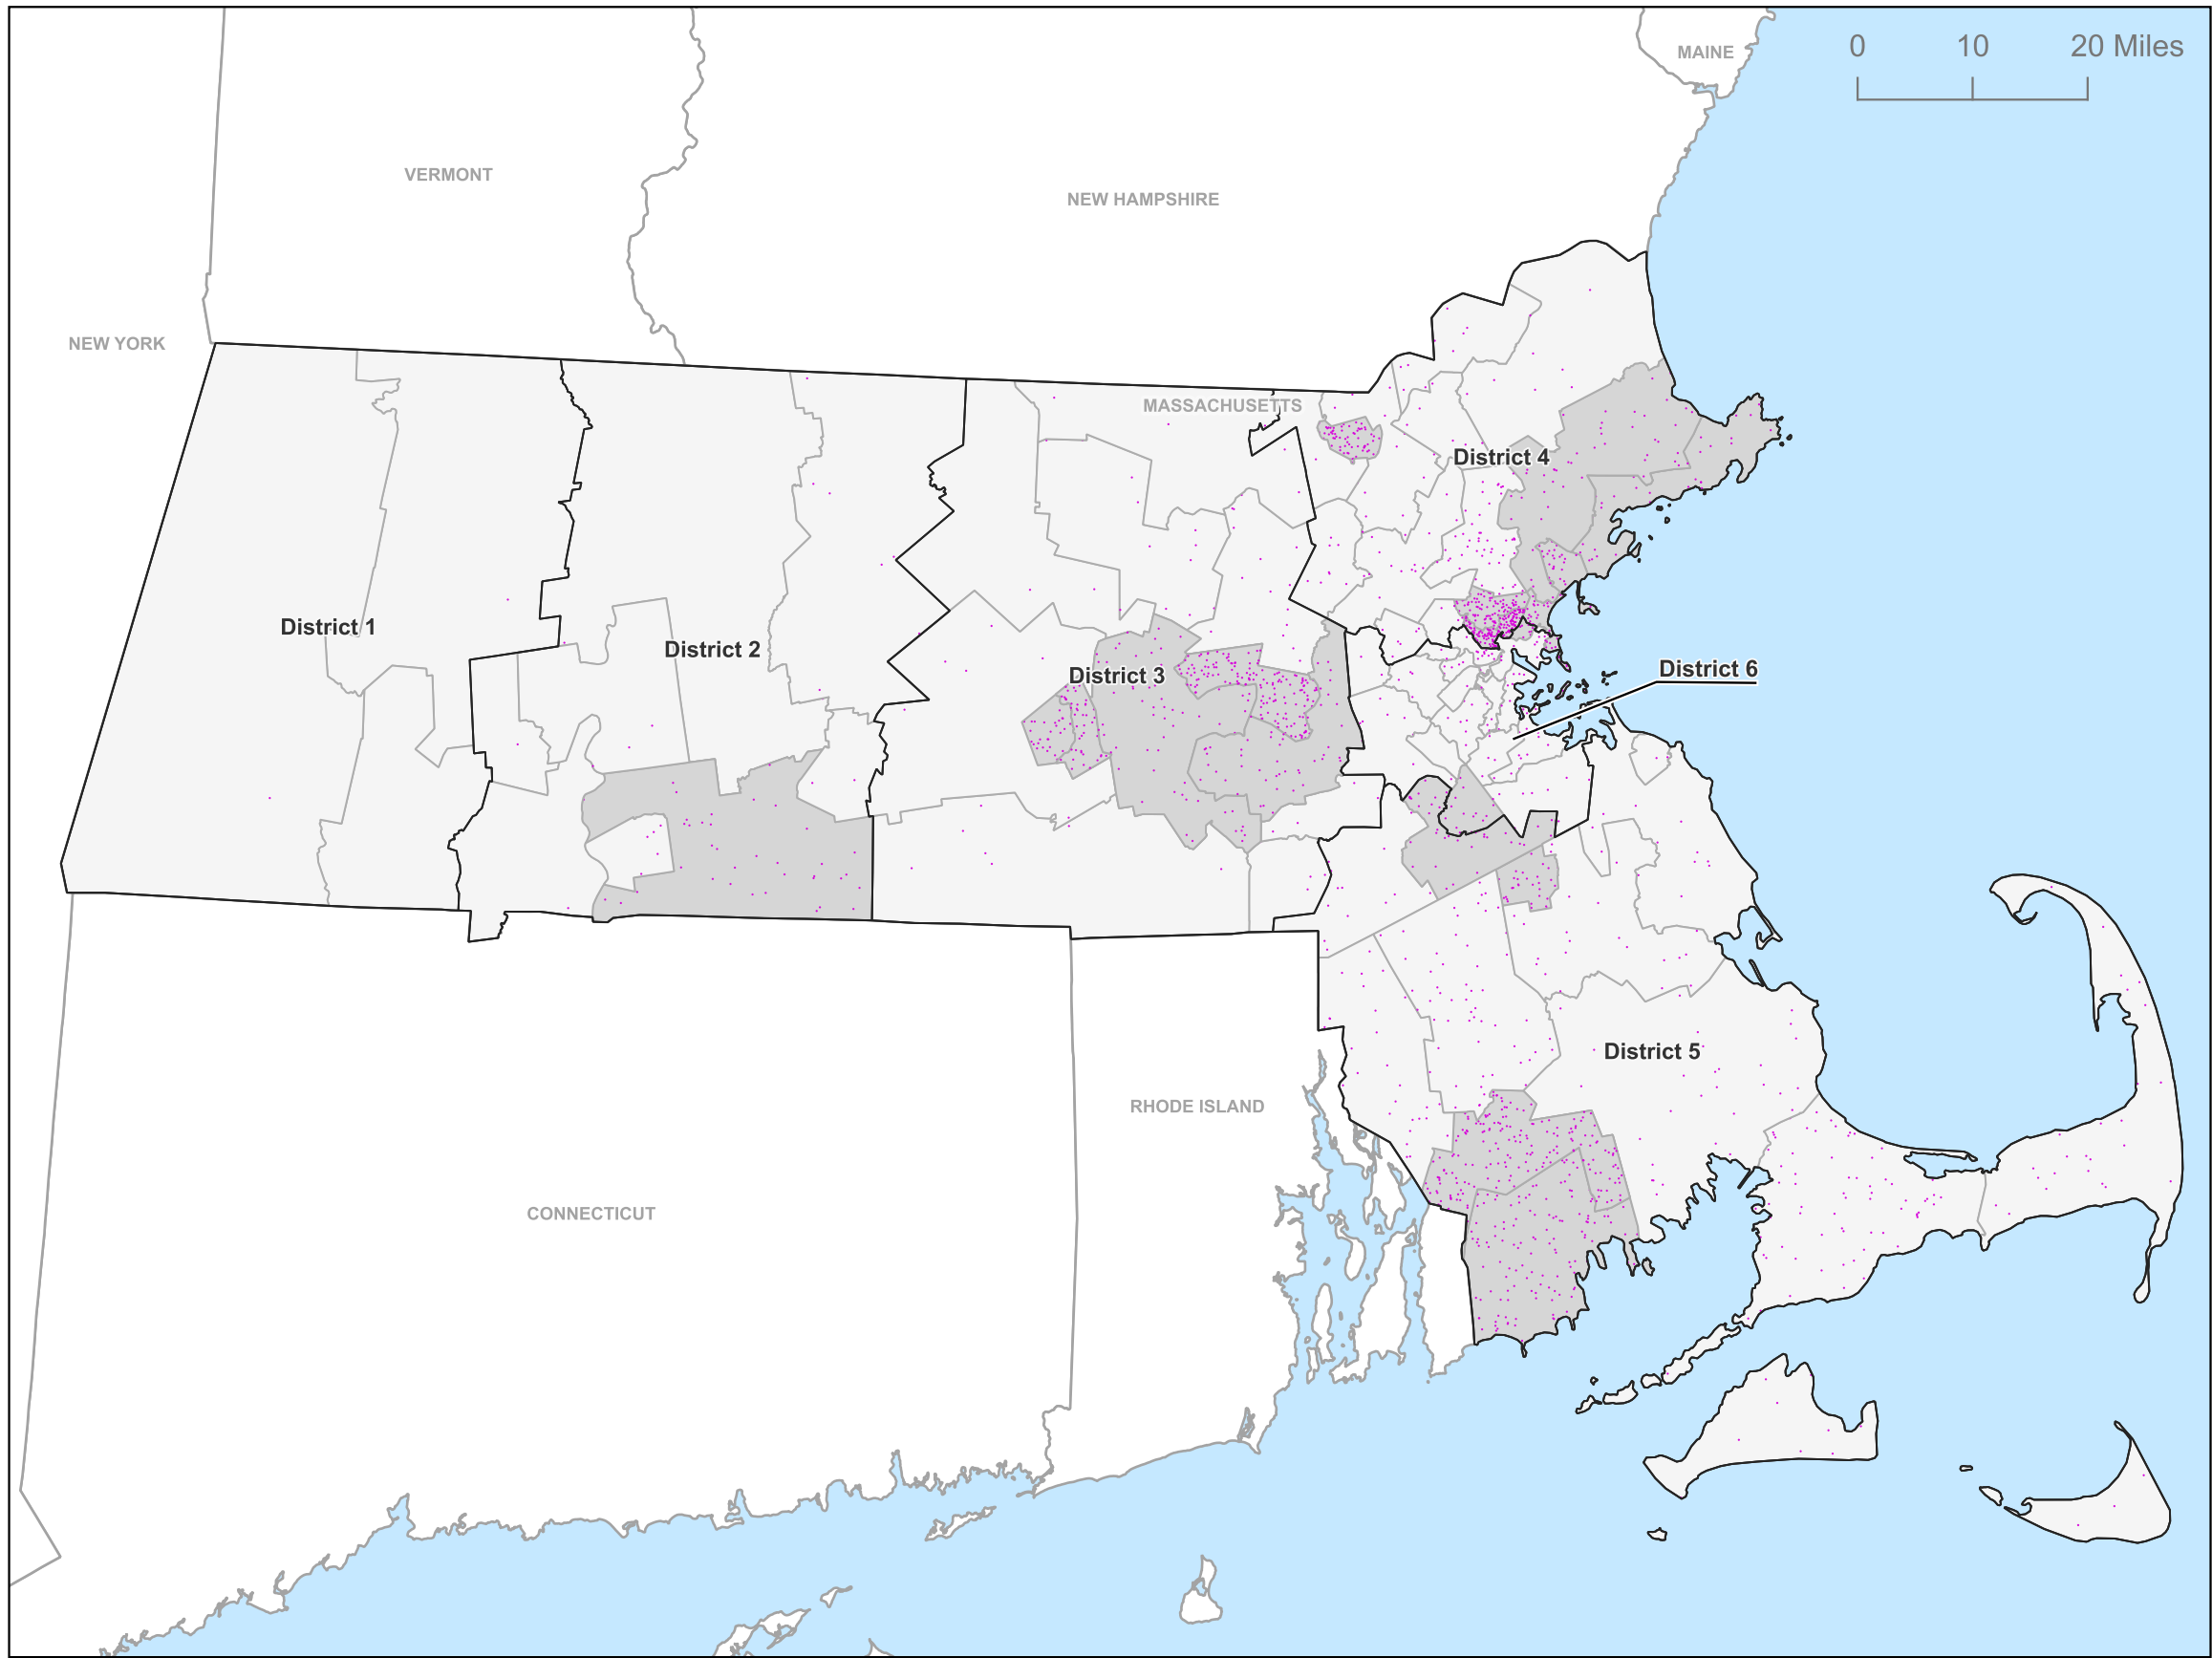 MAINE
0 10 20 Miles
VERMONT
NEW HAMPSHIRE
NEW YORK
MASSACHUSETTS
District 4
District 1
District 2
District 3
District 6
District 5
RHODE ISLAND
CONNECTICUT